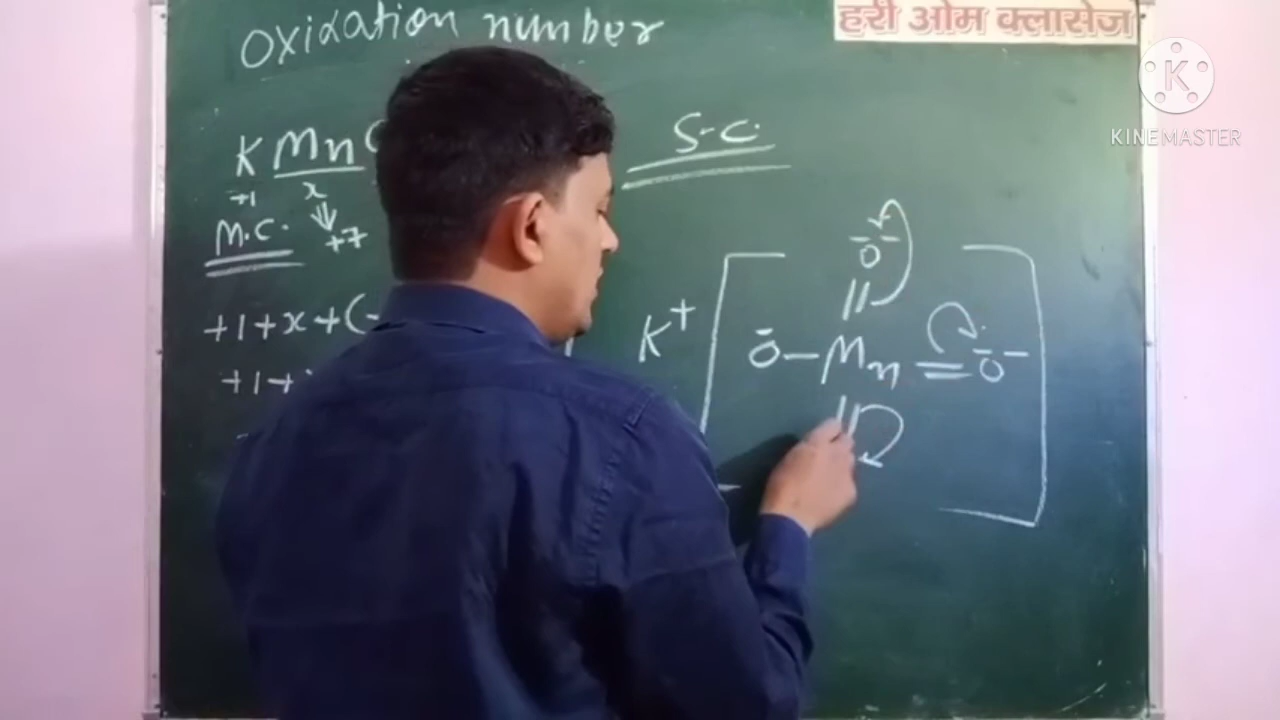 Oxidation number
हरी ओम क्लासेज
K
KINEMASTER
K Mn
+1 x
+7
M.C.
S.C.
+1+x+(-
+1+
K+
O
O - Mn = O